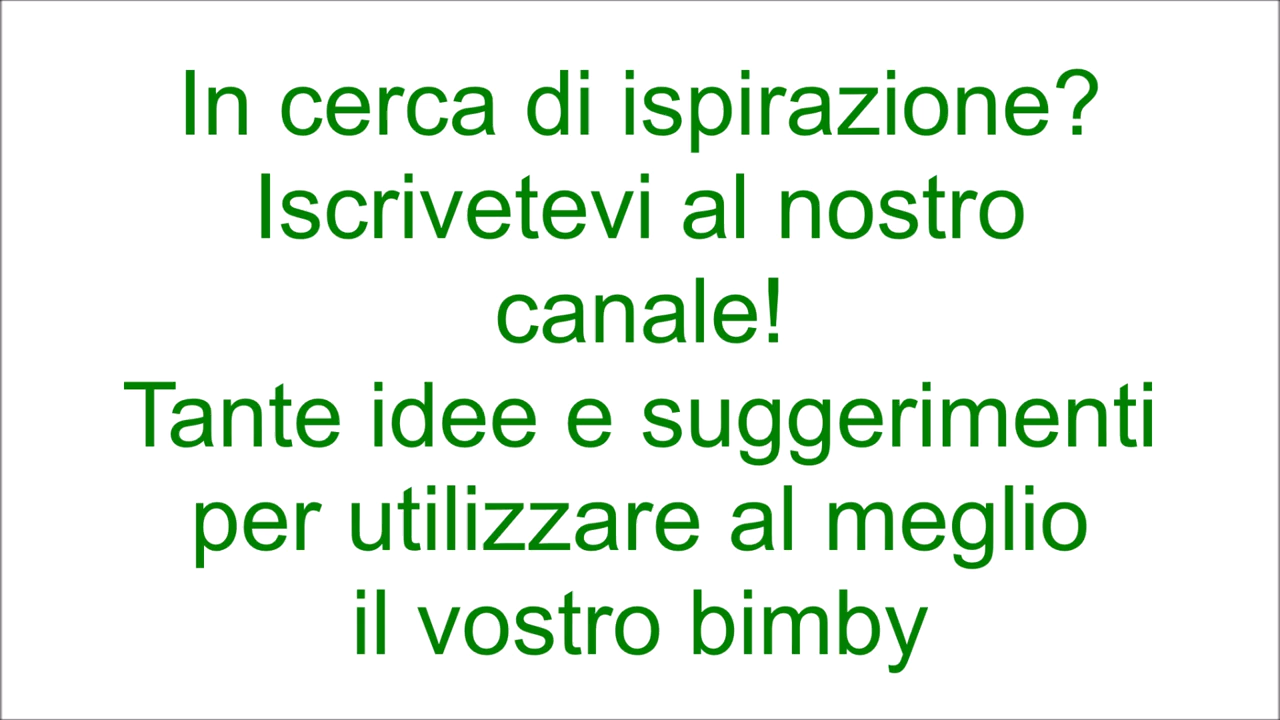 In cerca di ispirazione?
Iscrivetevi al nostro
canale!
Tante idee e suggerimenti
per utilizzare al meglio
il vostro bimby